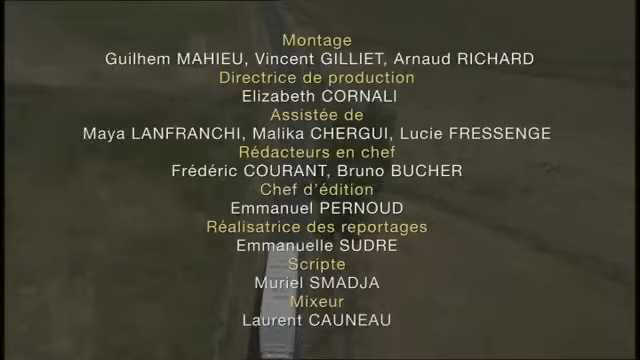 Montage
Guilhem MAHIEU, Vincent GILLIET, Arnaud RICHARD
Directrice de production
Elizabeth CORNALI
Assistée de
Maya LANFRANCHI, Malika CHERGUI, Lucie FRESSENGE
Rédacteurs en chef
Frédéric COURANT, Bruno BUCHER
Chef d'édition
Emmanuel PERNOUD
Réalisatrice des reportages
Emmanuelle SUDRE
Scripte
Muriel SMADJA
Mixeur
Laurent CAUNEAU